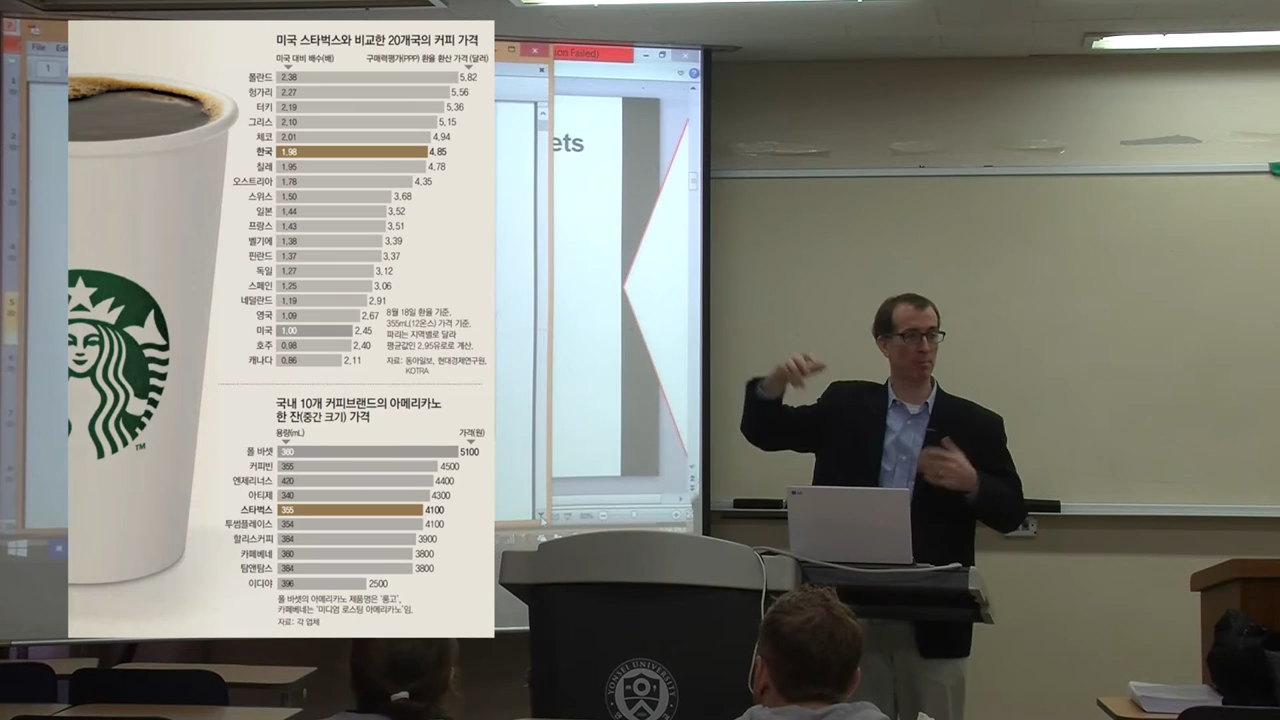 미국 스타벅스와 비교한 20개국의 커피 가격
미국 대비 배수(배) 구매력평가(PPP) 환율 환산 가격 (달러)
폴란드 2.38 5.82
헝가리 2.27 5.56
터키 2.19 5.36
그리스 2.10 5.15
체코 2.01 4.94
한국 1.98 4.85
칠레 1.95 4.78
오스트리아 1.78 4.35
스위스 1.50 3.68
일본 1.44 3.52
프랑스 1.43 3.51
벨기에 1.38 3.39
핀란드 1.37 3.37
독일 1.27 3.12
스페인 1.25 3.06
네덜란드 1.19 2.91
영국 1.09 2.67
미국 1.00 2.45
호주 0.98 2.40
캐나다 0.86 2.11
8월 18일 환율 기준,
355mL(12온스) 가격 기준,
파리는 지역별로 달라
평균값인 2.95유로로 계산.
자료: 동아일보, 현대경제연구원,
KOTRA
국내 10개 커피브랜드의 아메리카노
한 잔(중간 크기) 가격
용량(mL) 가격(원)
폴 바셋 360 5100
커피빈 355 4500
엔제리너스 420 4400
아티제 340 4300
스타벅스 355 4100
투썸플레이스 354 4100
할리스커피 384 3900
카페베네 360 3800
탐앤탐스 384 3800
이디야 396 2500
폴 바셋의 아메리카노 제품명은 '룽고',
카페베네는 '미디엄 로스팅 아메리카노'임.
자료: 각 업체
TM
File
ion Failed)
ets
LG
YONSEI UNIVERSITY